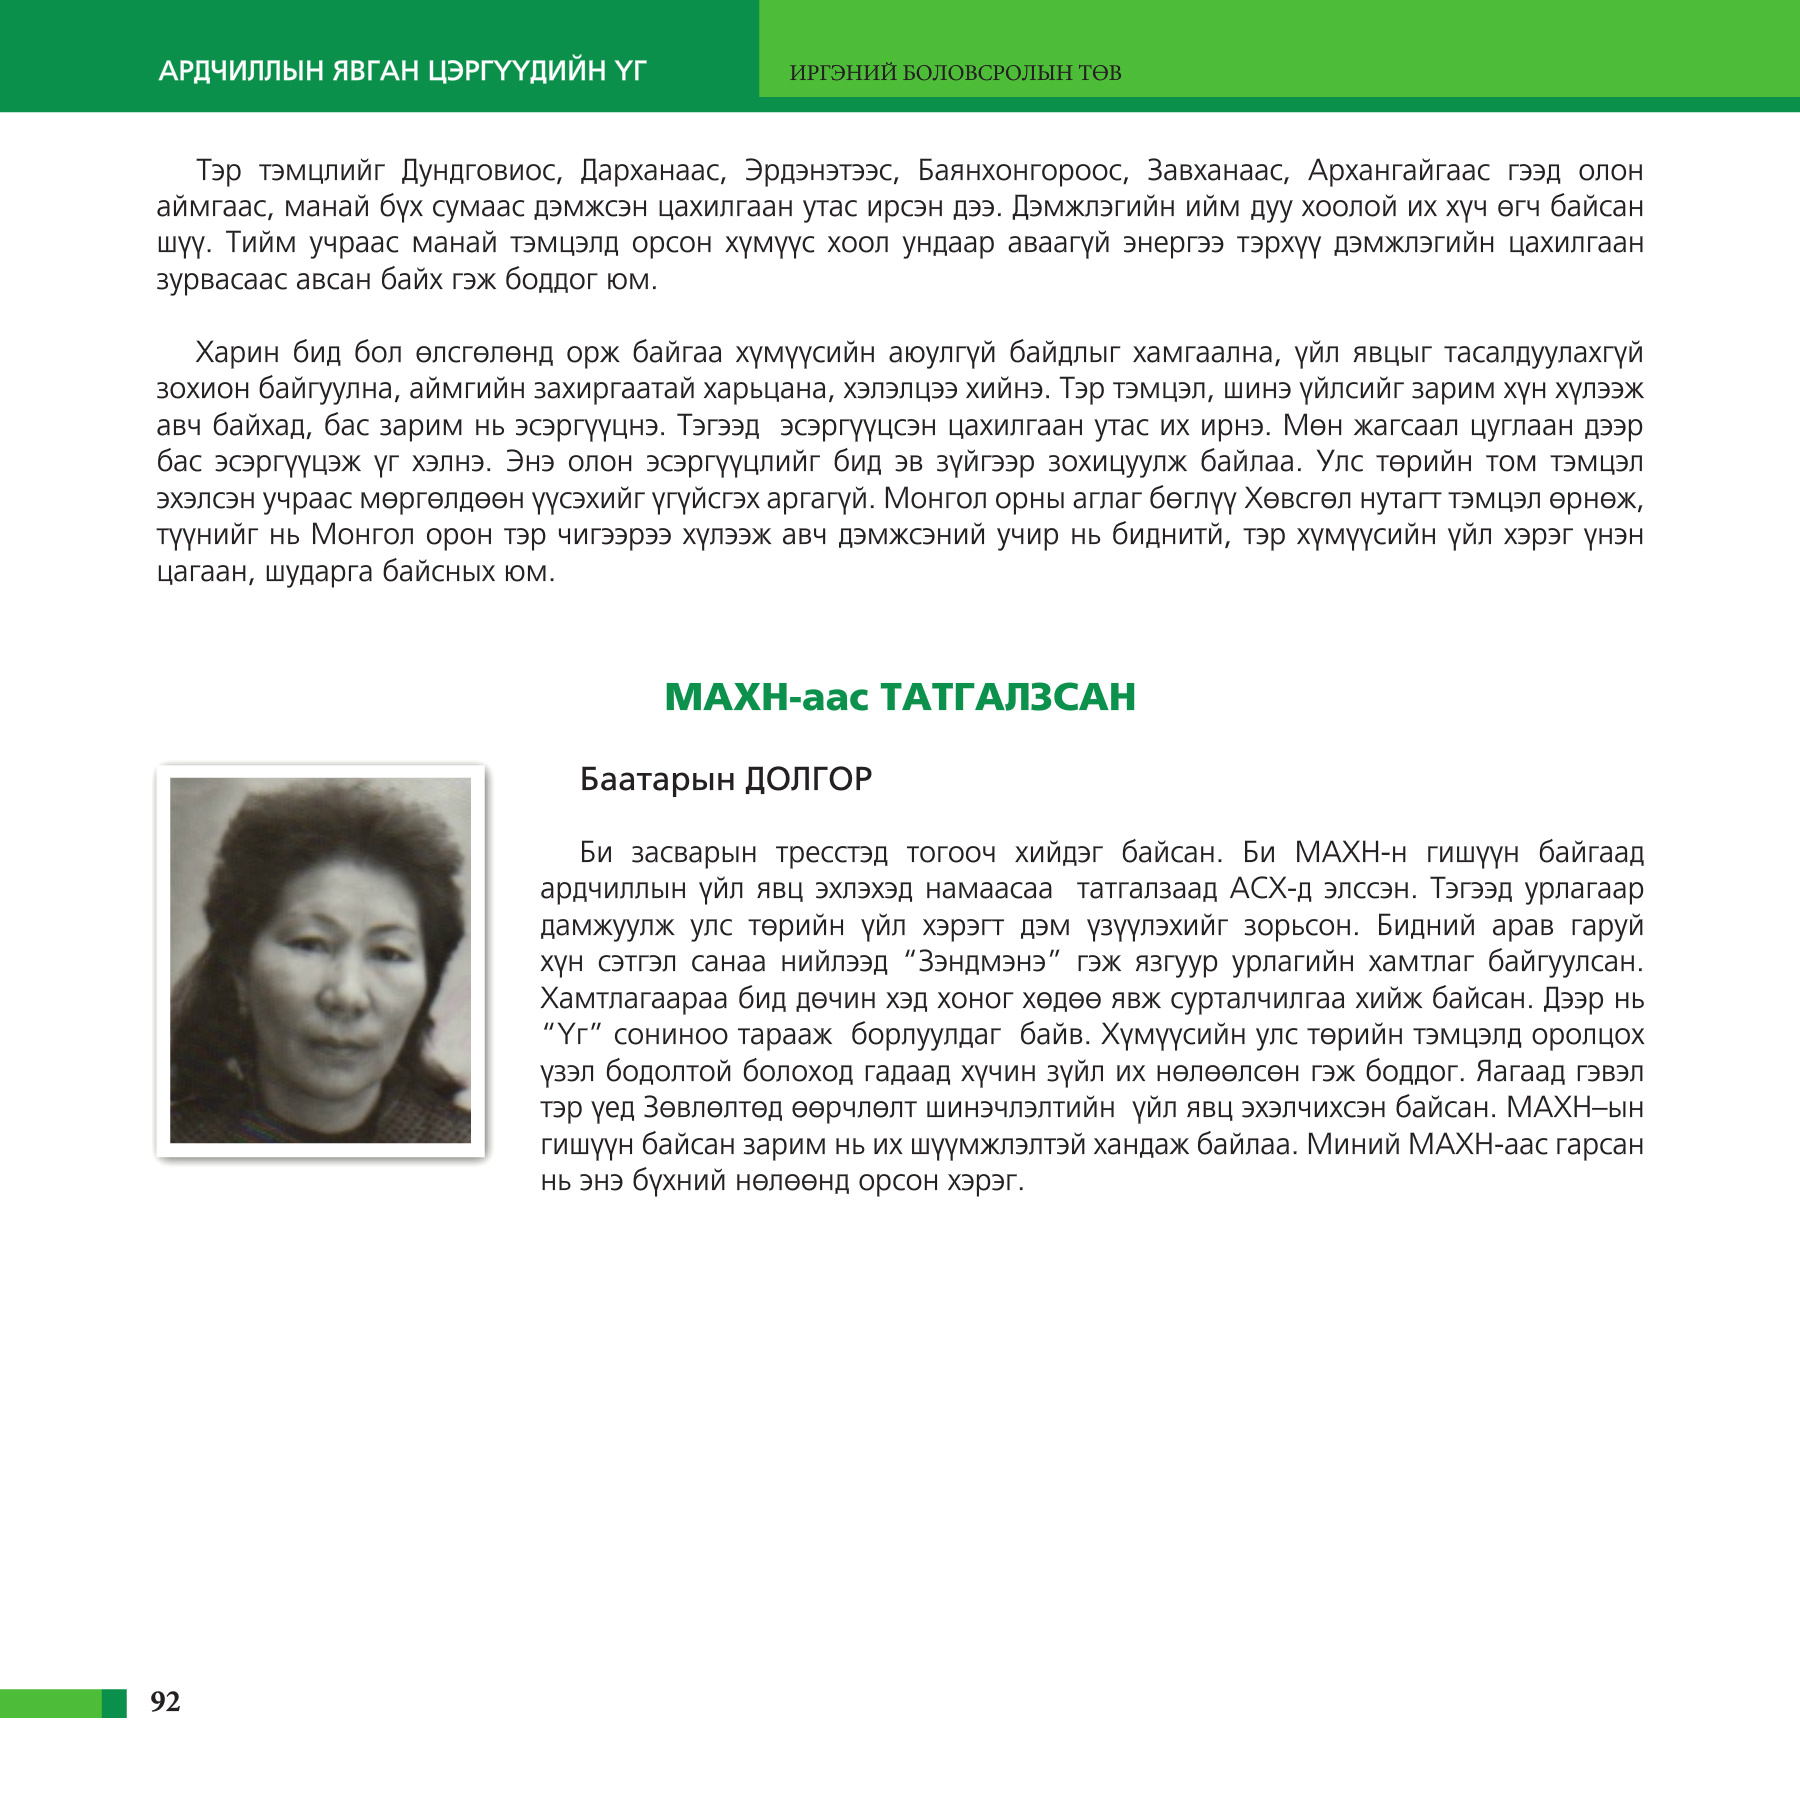 АРДЧИЛЛЫН ЯВГАН ЦЭРГҮҮДИЙН ҮГ
ИРГЭНИЙ БОЛОВСРОЛЫН ТӨВ
Тэр тэмцлийг Дундговиос, Дарханаас, Эрдэнэтээс, Баянхонгороос, Завханаас, Архангайгаас гээд олон
аймгаас, манай бүх сумаас дэмжсэн цахилгаан утас ирсэн дээ. Дэмжлэгийн ийм дуу хоолой их хүч өгч байсан
шүү. Тийм учраас манай тэмцэлд орсон хүмүүс хоол ундаар аваагүй энергээ тэрхүү дэмжлэгийн цахилгаан
зурвасаас авсан байх гэж боддог юм.
Харин бид бол өлсгөлөнд орж байгаа хүмүүсийн аюулгүй байдлыг хамгаална, үйл явцыг тасалдуулахгүй
зохион байгуулна, аймгийн захиргаатай харьцана, хэлэлцээ хийнэ. Тэр тэмцэл, шинэ үйлсийг зарим хүн хүлээж
авч байхад, бас зарим нь эсэргүүцнэ. Тэгээд  эсэргүүцсэн цахилгаан утас их ирнэ. Мөн жагсаал цуглаан дээр
бас эсэргүүцэж үг хэлнэ. Энэ олон эсэргүүцлийг бид эв зүйгээр зохицуулж байлаа. Улс төрийн том тэмцэл
эхэлсэн учраас мөргөлдөөн үүсэхийг үгүйсгэх аргагүй. Монгол орны аглаг бөглүү Хөвсгөл нутагт тэмцэл өрнөж,
түүнийг нь Монгол орон тэр чигээрээ хүлээж авч дэмжсэний учир нь биднитй, тэр хүмүүсийн үйл хэрэг үнэн
цагаан, шударга байсных юм.
МАХН-аас ТАТГАЛЗСАН
Баатарын ДОЛГОР
Би засварын тресстэд тогооч хийдэг байсан. Би МАХН-н гишүүн байгаад
ардчиллын үйл явц эхлэхэд намаасаа  татгалзаад АСХ-д элссэн. Тэгээд урлагаар
дамжуулж улс төрийн үйл хэрэгт дэм үзүүлэхийг зорьсон. Бидний арав гаруй
хүн сэтгэл санаа нийлээд “Зэндмэнэ” гэж язгуур урлагийн хамтлаг байгуулсан.
Хамтлагаараа бид дөчин хэд хоног хөдөө явж сурталчилгаа хийж байсан. Дээр нь
“Үг” сониноо тарааж  борлуулдаг  байв. Хүмүүсийн улс төрийн тэмцэлд оролцох
үзэл бодолтой болоход гадаад хүчин зүйл их нөлөөлсөн гэж боддог. Яагаад гэвэл
тэр үед Зөвлөлтөд өөрчлөлт шинэчлэлтийн  үйл явц эхэлчихсэн байсан. МАХН–ын
гишүүн байсан зарим нь их шүүмжлэлтэй хандаж байлаа. Миний МАХН-аас гарсан
нь энэ бүхний нөлөөнд орсон хэрэг.
92